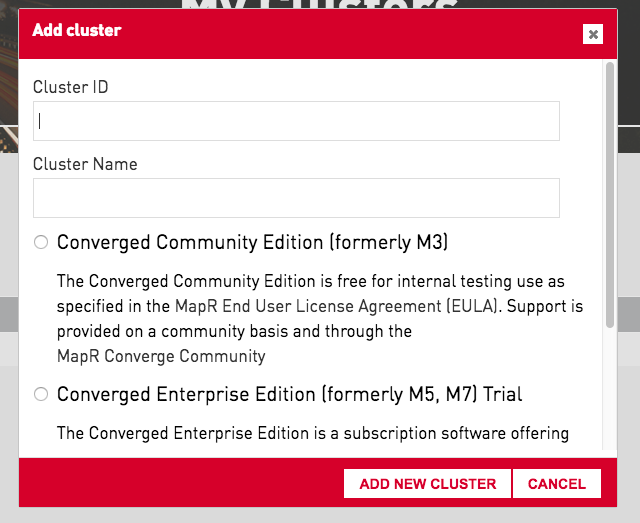 My Clusters
Add cluster
Cluster ID
Cluster Name
Converged Community Edition (formerly M3)
The Converged Community Edition is free for internal testing use as
specified in the MapR End User License Agreement (EULA). Support is
provided on a community basis and through the
MapR Converge Community
Converged Enterprise Edition (formerly M5, M7) Trial
The Converged Enterprise Edition is a subscription software offering
ADD NEW CLUSTER
CANCEL